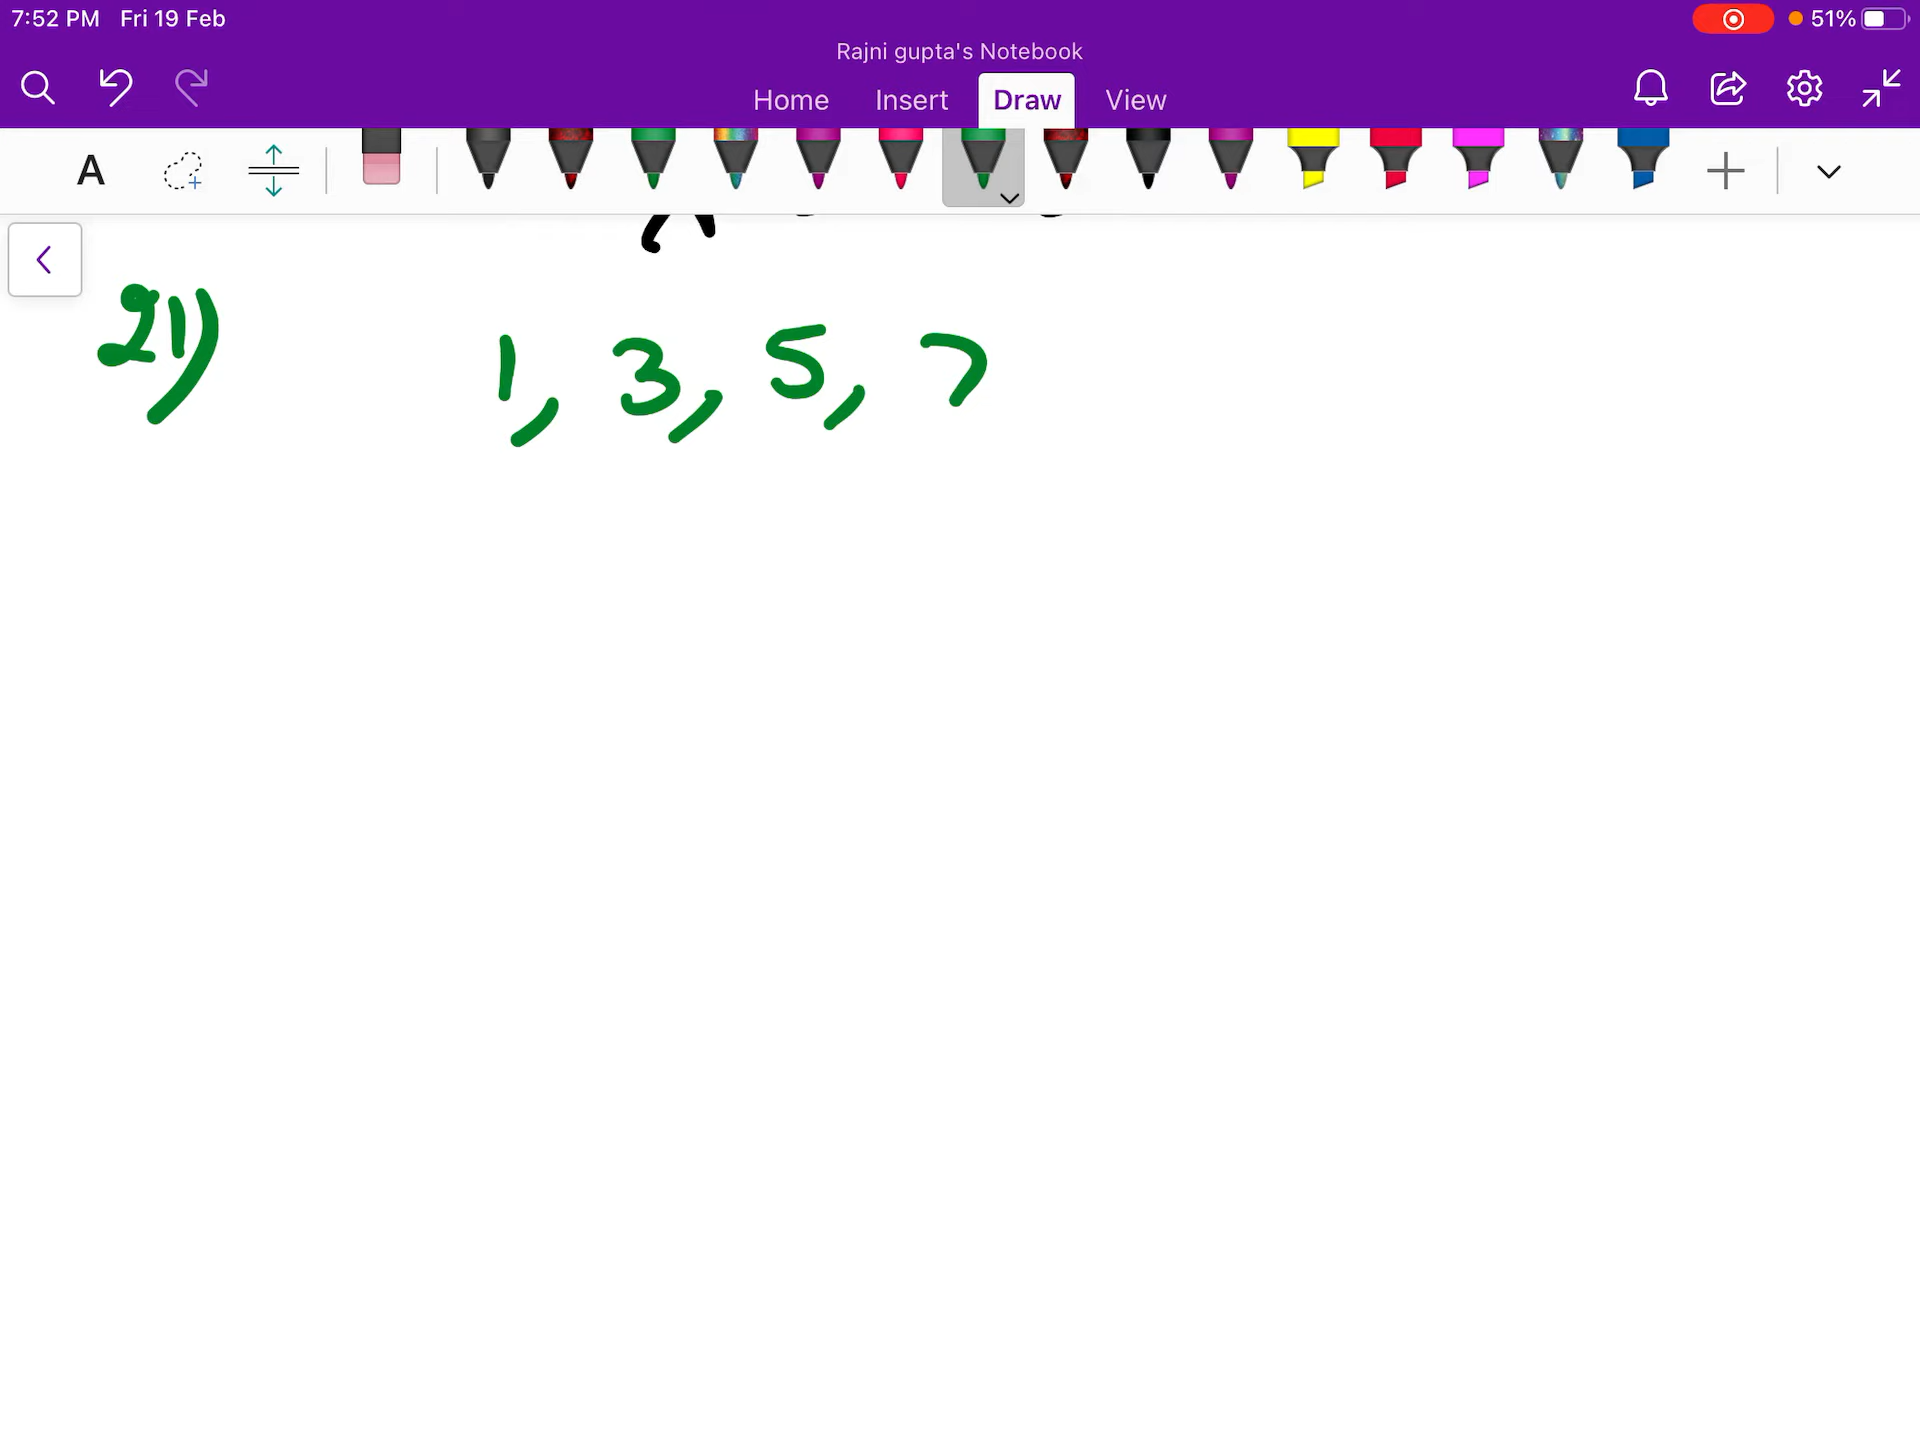 7:52 PM Fri 19 Feb
51%
Rajni gupta's Notebook
Home Insert Draw View
A
21) 1, 3, 5, 7